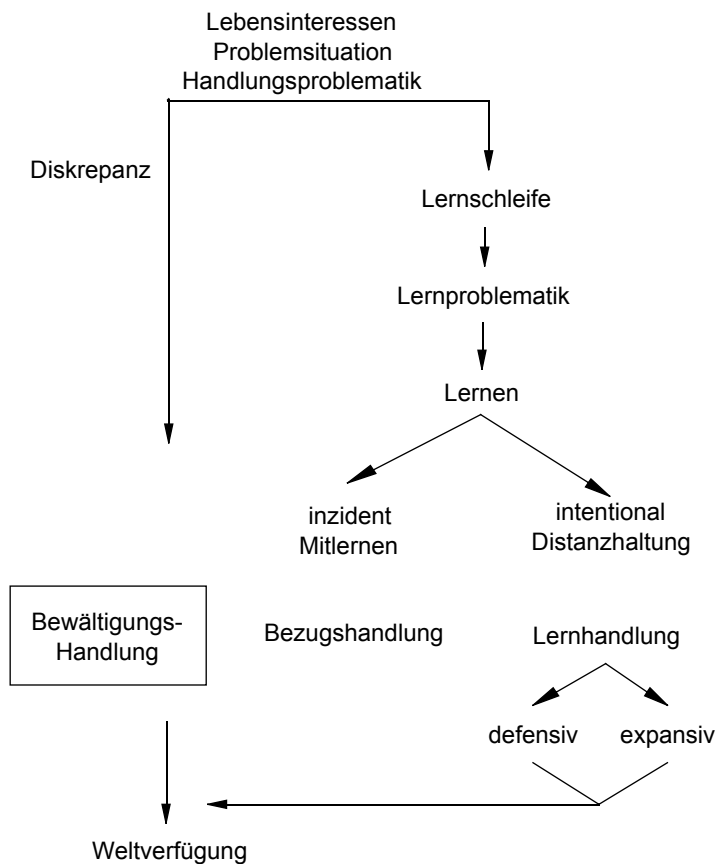 Lebensinteressen
Problemsituation
Handlungsproblematik
Diskrepanz
Lernschleife
Lernproblematik
Lernen
inzident
Mitlernen
intentional
Distanzhaltung
Bewältigungs-
Handlung
Bezugshandlung
Lernhandlung
defensiv
expansiv
Weltverfügung